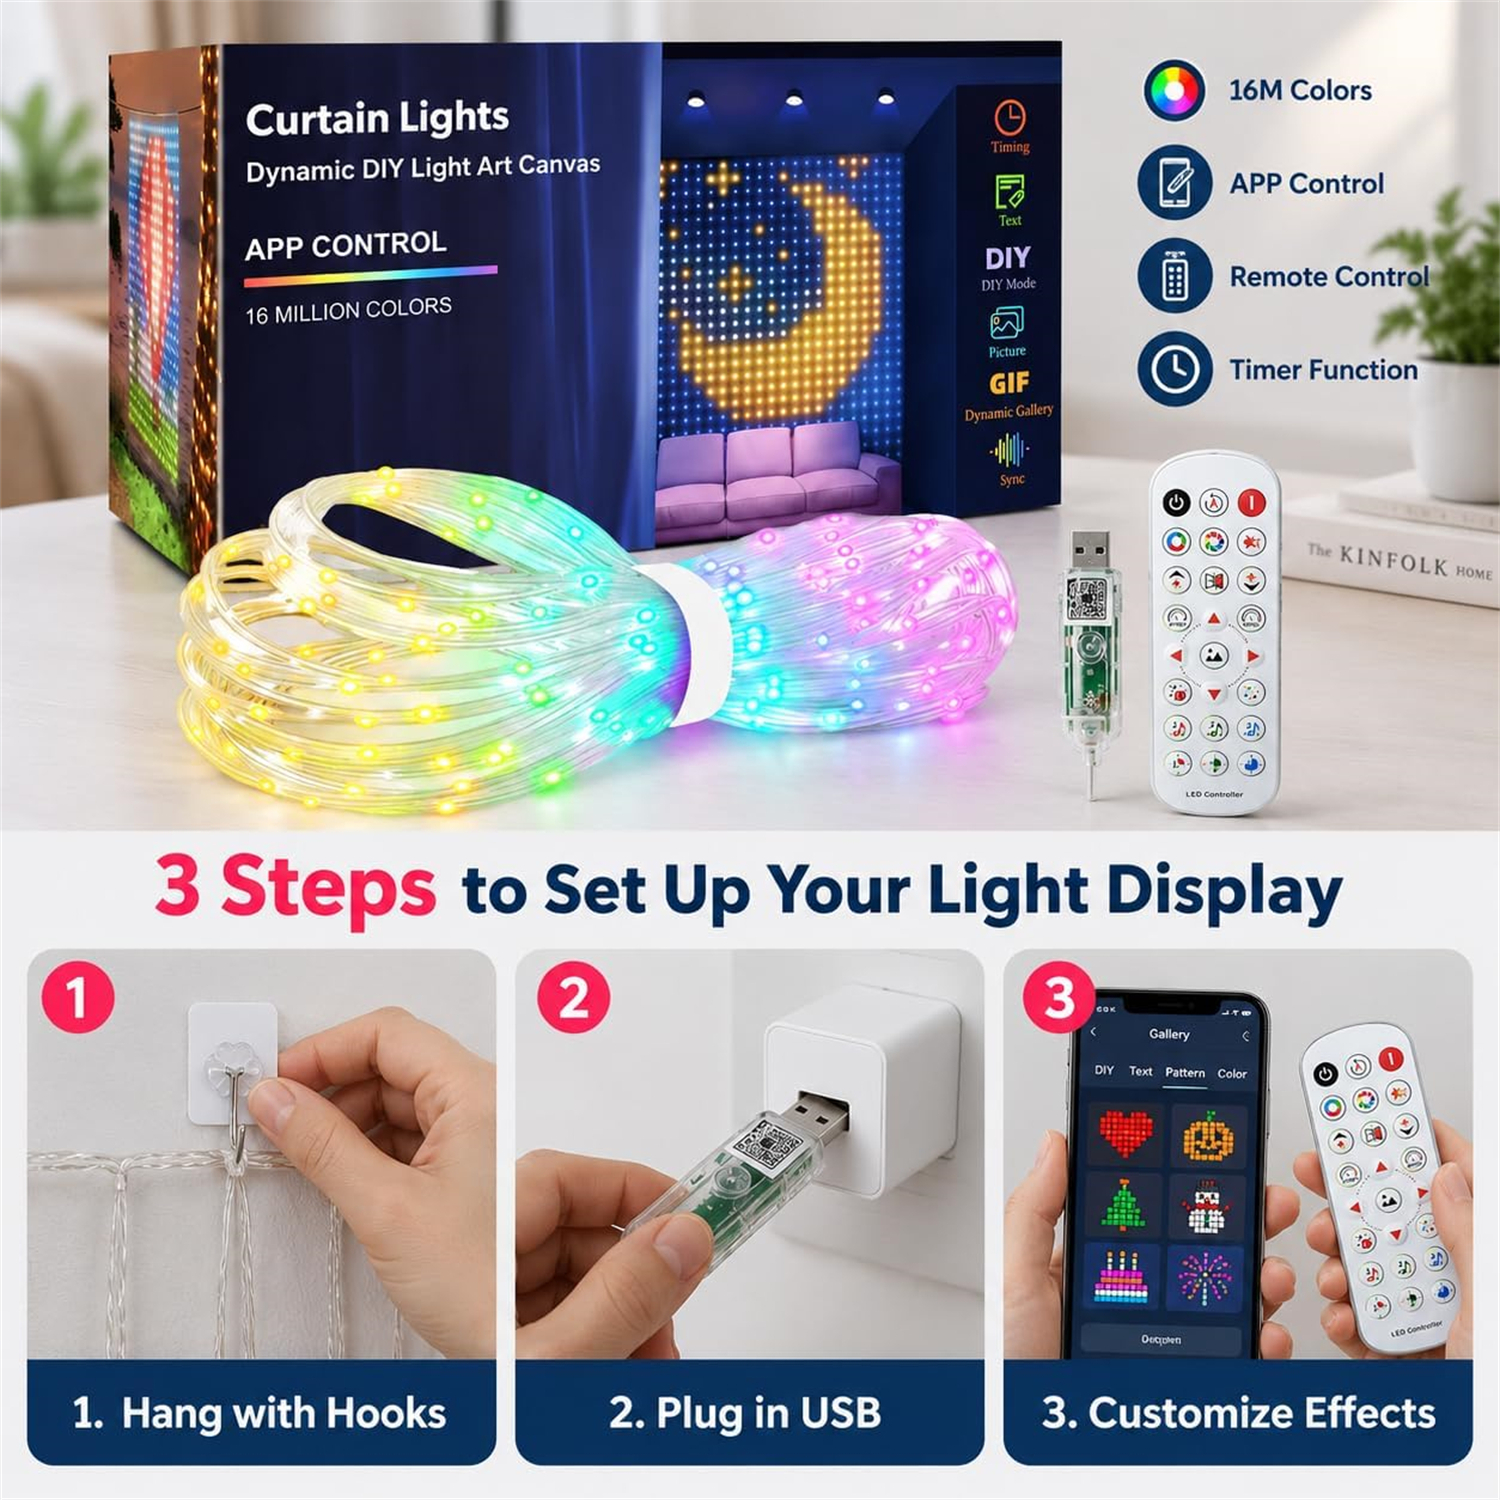 Curtain Lights
Dynamic DIY Light Art Canvas
APP CONTROL
16 MILLION COLORS
Timing
Text
DIY
DIY Mode
Picture
GIF
Dynamic Gallery
Sync
16M Colors
APP Control
Remote Control
Timer Function
The KINFOLK HOME
LED Controller
3 Steps to Set Up Your Light Display
1
2
3
Gallery
DIY Text Pattern Color
LED Controller
1. Hang with Hooks
2. Plug in USB
3. Customize Effects